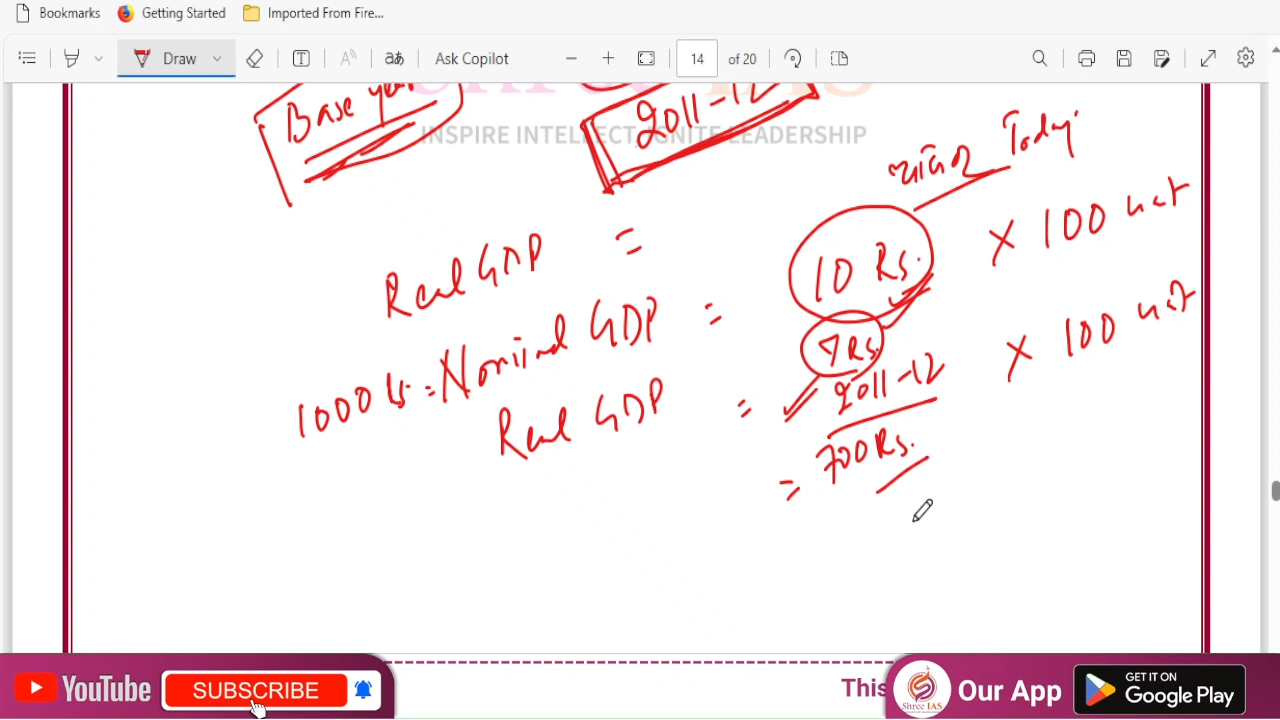 Bookmarks Getting Started Imported From Fire...
Draw Ask Copilot 14 of 20
Base year
2011-12
INSPIRE INTELLECT, IGNITE LEADERSHIP
Today
Real GDP = 10 Rs. × 100 unit
1000 Rs = Nominal GDP = 7 Rs. × 100 unit
2011-12
Real GDP =
= 700 Rs.
YouTube SUBSCRIBE This Shree IAS Our App GET IT ON Google Play